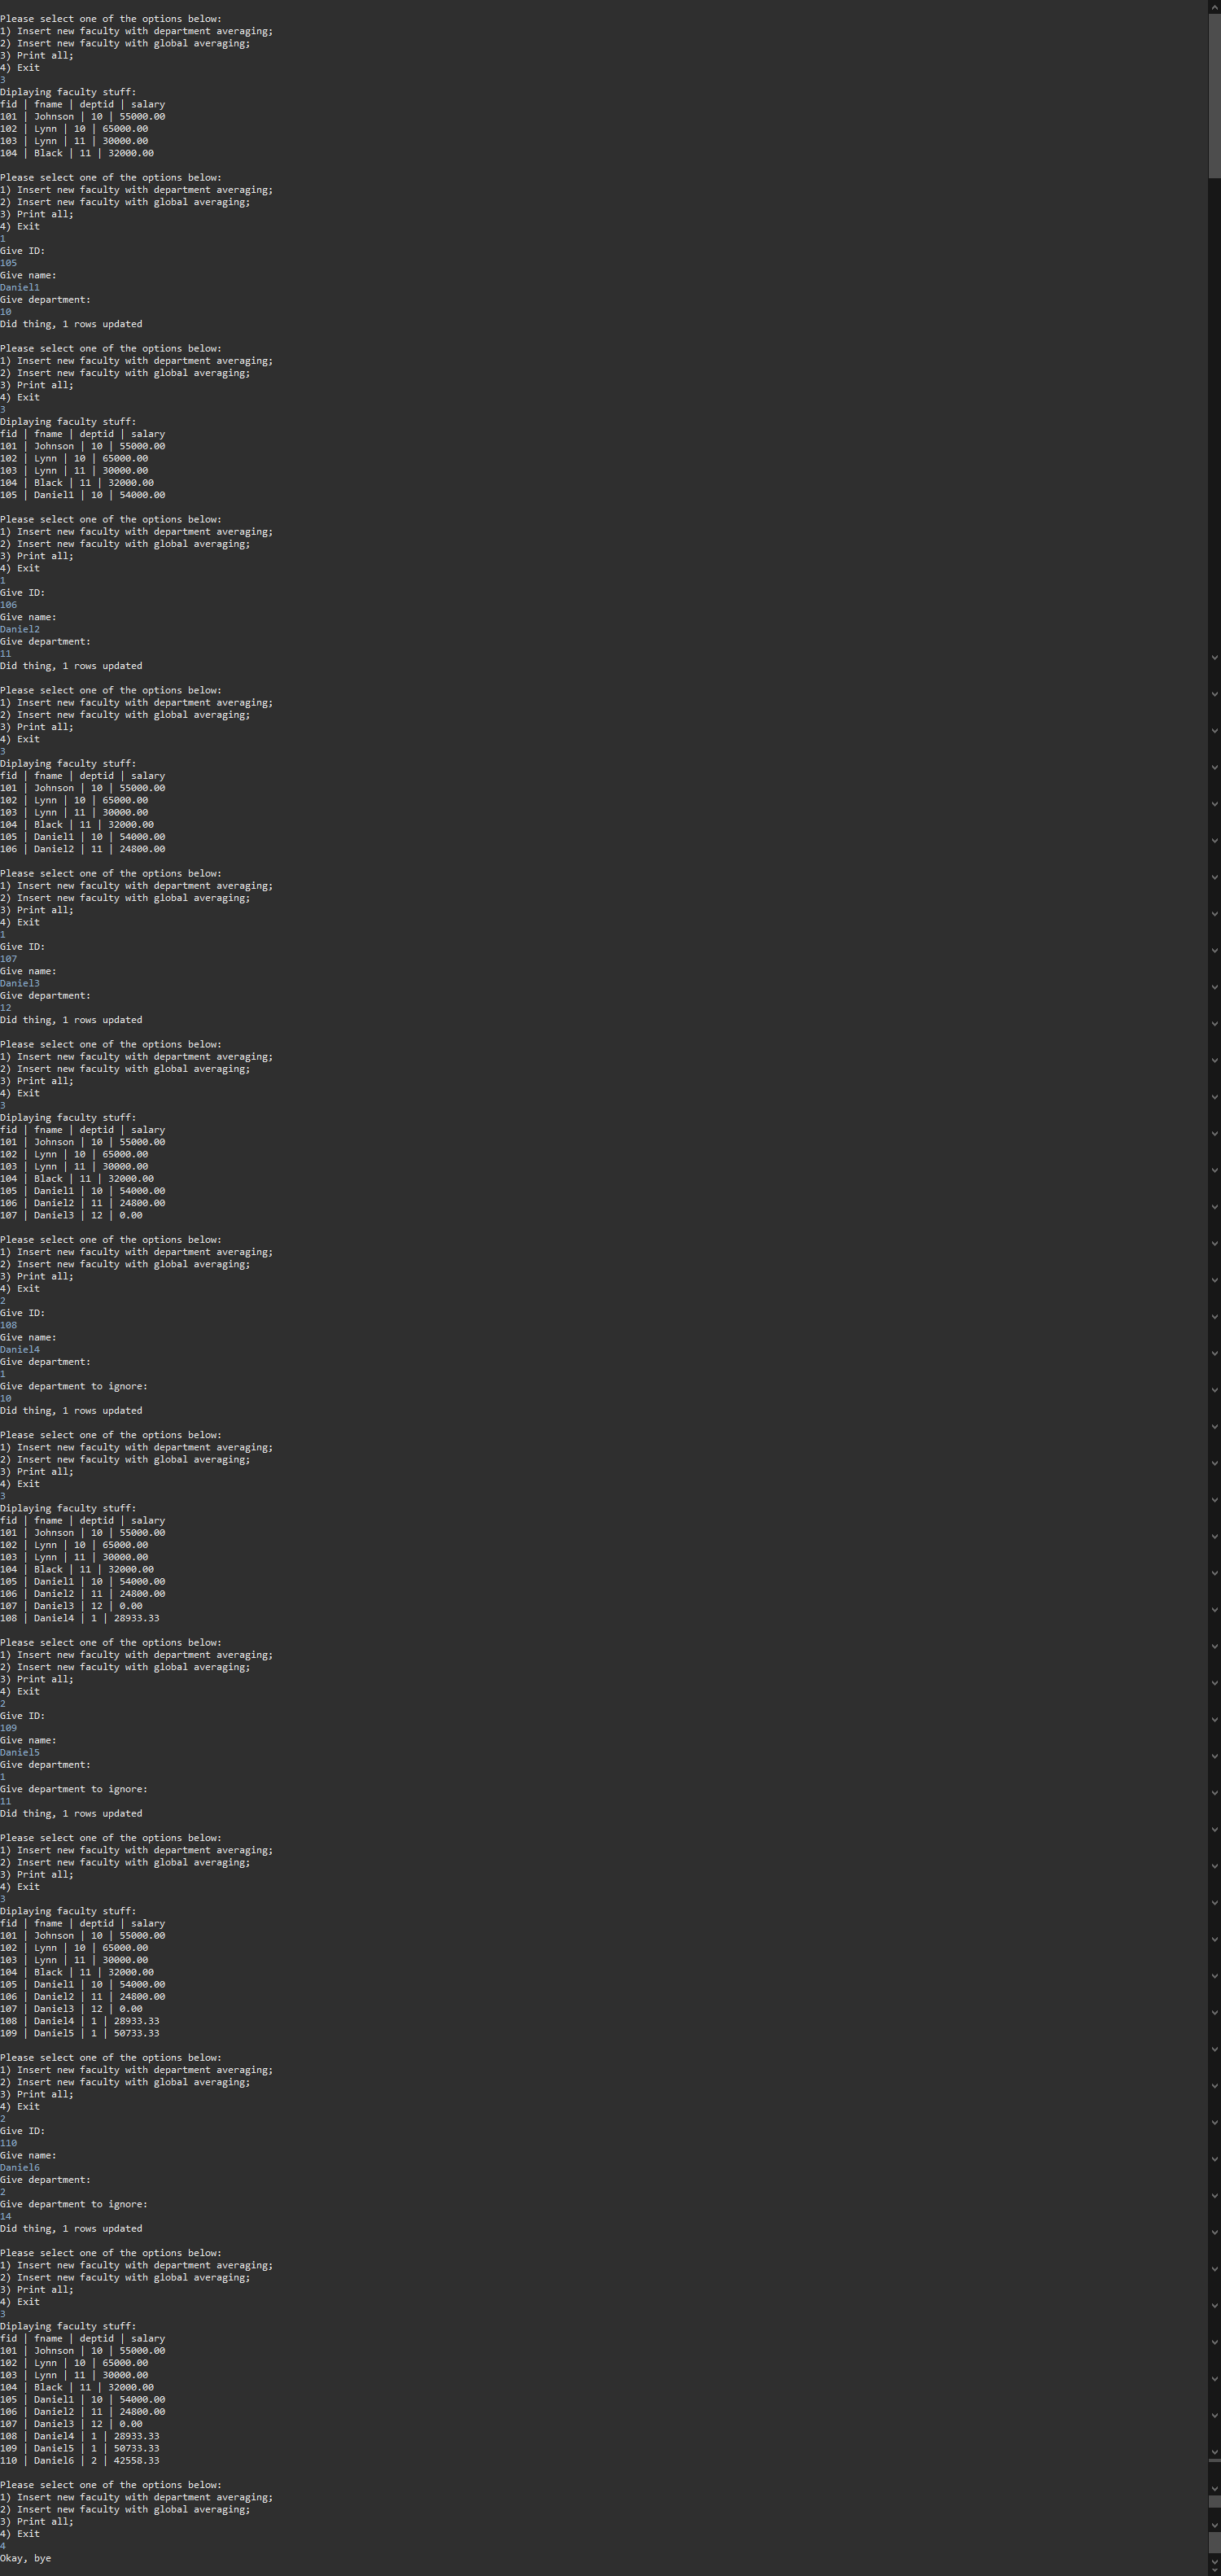 Please select one of the options below:
1) Insert new faculty with department averaging;
2) Insert new faculty with global averaging;
3) Print all;
4) Exit
3
Diplaying faculty stuff:
fid | fname | deptid | salary
101 | Johnson | 10 | 55000.00
102 | Lynn | 10 | 65000.00
103 | Lynn | 11 | 30000.00
104 | Black | 11 | 32000.00
Please select one of the options below:
1) Insert new faculty with department averaging;
2) Insert new faculty with global averaging;
3) Print all;
4) Exit
1
Give ID:
105
Give name:
Daniel1
Give department:
10
Did thing, 1 rows updated
Please select one of the options below:
1) Insert new faculty with department averaging;
2) Insert new faculty with global averaging;
3) Print all;
4) Exit
3
Diplaying faculty stuff:
fid | fname | deptid | salary
101 | Johnson | 10 | 55000.00
102 | Lynn | 10 | 65000.00
103 | Lynn | 11 | 30000.00
104 | Black | 11 | 32000.00
105 | Daniel1 | 10 | 54000.00
Please select one of the options below:
1) Insert new faculty with department averaging;
2) Insert new faculty with global averaging;
3) Print all;
4) Exit
1
Give ID:
106
Give name:
Daniel2
Give department:
11
Did thing, 1 rows updated
Please select one of the options below:
1) Insert new faculty with department averaging;
2) Insert new faculty with global averaging;
3) Print all;
4) Exit
3
Diplaying faculty stuff:
fid | fname | deptid | salary
101 | Johnson | 10 | 55000.00
102 | Lynn | 10 | 65000.00
103 | Lynn | 11 | 30000.00
104 | Black | 11 | 32000.00
105 | Daniel1 | 10 | 54000.00
106 | Daniel2 | 11 | 24800.00
Please select one of the options below:
1) Insert new faculty with department averaging;
2) Insert new faculty with global averaging;
3) Print all;
4) Exit
1
Give ID:
107
Give name:
Daniel3
Give department:
12
Did thing, 1 rows updated
Please select one of the options below:
1) Insert new faculty with department averaging;
2) Insert new faculty with global averaging;
3) Print all;
4) Exit
3
Diplaying faculty stuff:
fid | fname | deptid | salary
101 | Johnson | 10 | 55000.00
102 | Lynn | 10 | 65000.00
103 | Lynn | 11 | 30000.00
104 | Black | 11 | 32000.00
105 | Daniel1 | 10 | 54000.00
106 | Daniel2 | 11 | 24800.00
107 | Daniel3 | 12 | 0.00
Please select one of the options below:
1) Insert new faculty with department averaging;
2) Insert new faculty with global averaging;
3) Print all;
4) Exit
2
Give ID:
108
Give name:
Daniel4
Give department:
1
Give department to ignore:
10
Did thing, 1 rows updated
Please select one of the options below:
1) Insert new faculty with department averaging;
2) Insert new faculty with global averaging;
3) Print all;
4) Exit
3
Diplaying faculty stuff:
fid | fname | deptid | salary
101 | Johnson | 10 | 55000.00
102 | Lynn | 10 | 65000.00
103 | Lynn | 11 | 30000.00
104 | Black | 11 | 32000.00
105 | Daniel1 | 10 | 54000.00
106 | Daniel2 | 11 | 24800.00
107 | Daniel3 | 12 | 0.00
108 | Daniel4 | 1 | 28933.33
Please select one of the options below:
1) Insert new faculty with department averaging;
2) Insert new faculty with global averaging;
3) Print all;
4) Exit
2
Give ID:
109
Give name:
Daniel5
Give department:
1
Give department to ignore:
11
Did thing, 1 rows updated
Please select one of the options below:
1) Insert new faculty with department averaging;
2) Insert new faculty with global averaging;
3) Print all;
4) Exit
3
Diplaying faculty stuff:
fid | fname | deptid | salary
101 | Johnson | 10 | 55000.00
102 | Lynn | 10 | 65000.00
103 | Lynn | 11 | 30000.00
104 | Black | 11 | 32000.00
105 | Daniel1 | 10 | 54000.00
106 | Daniel2 | 11 | 24800.00
107 | Daniel3 | 12 | 0.00
108 | Daniel4 | 1 | 28933.33
109 | Daniel5 | 1 | 50733.33
Please select one of the options below:
1) Insert new faculty with department averaging;
2) Insert new faculty with global averaging;
3) Print all;
4) Exit
2
Give ID:
110
Give name:
Daniel6
Give department:
2
Give department to ignore:
14
Did thing, 1 rows updated
Please select one of the options below:
1) Insert new faculty with department averaging;
2) Insert new faculty with global averaging;
3) Print all;
4) Exit
3
Diplaying faculty stuff:
fid | fname | deptid | salary
101 | Johnson | 10 | 55000.00
102 | Lynn | 10 | 65000.00
103 | Lynn | 11 | 30000.00
104 | Black | 11 | 32000.00
105 | Daniel1 | 10 | 54000.00
106 | Daniel2 | 11 | 24800.00
107 | Daniel3 | 12 | 0.00
108 | Daniel4 | 1 | 28933.33
109 | Daniel5 | 1 | 50733.33
110 | Daniel6 | 2 | 42558.33
Please select one of the options below:
1) Insert new faculty with department averaging;
2) Insert new faculty with global averaging;
3) Print all;
4) Exit
4
Okay, bye